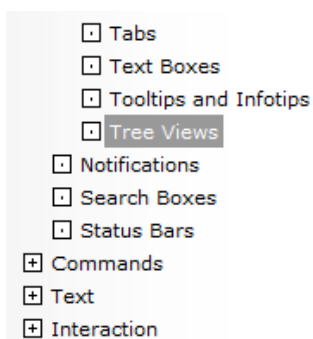 Tabs
Text Boxes
Tooltips and Infotips
Tree Views
Notifications
Search Boxes
Status Bars
Commands
Text
Interaction